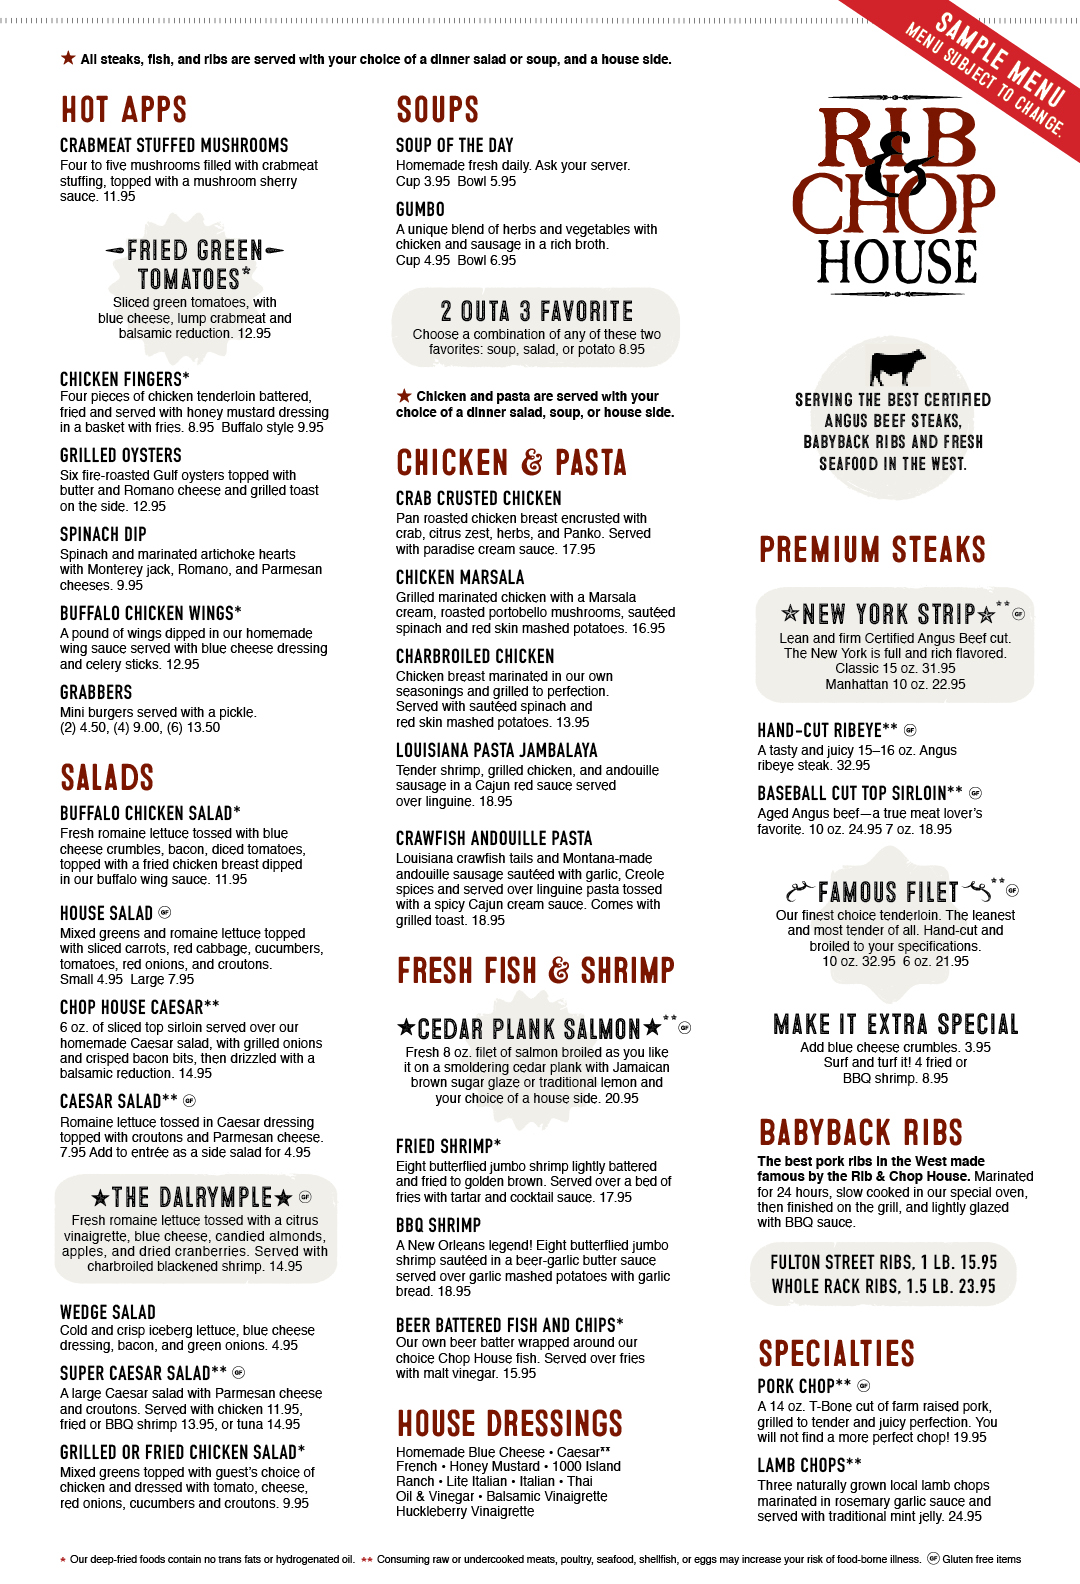 ★ All steaks, fish, and ribs are served with your choice of a dinner salad or soup, and a house side.
HOT APPS
CRABMEAT STUFFED MUSHROOMS
Four to five mushrooms filled with crabmeat
stuffing, topped with a mushroom sherry
sauce. 11.95
FRIED GREEN
TOMATOES*
Sliced green tomatoes, with
blue cheese, lump crabmeat and
balsamic reduction. 12.95
CHICKEN FINGERS*
Four pieces of chicken tenderloin battered,
fried and served with honey mustard dressing
in a basket with fries. 8.95 Buffalo style 9.95
GRILLED OYSTERS
Six fire-roasted Gulf oysters topped with
butter and Romano cheese and grilled toast
on the side. 12.95
SPINACH DIP
Spinach and marinated artichoke hearts
with Monterey jack, Romano, and Parmesan
cheeses. 9.95
BUFFALO CHICKEN WINGS*
A pound of wings dipped in our homemade
wing sauce served with blue cheese dressing
and celery sticks. 12.95
GRABBERS
Mini burgers served with a pickle.
(2) 4.50, (4) 9.00, (6) 13.50
SALADS
BUFFALO CHICKEN SALAD*
Fresh romaine lettuce tossed with blue
cheese crumbles, bacon, diced tomatoes,
topped with a fried chicken breast dipped
in our buffalo wing sauce. 11.95
HOUSE SALAD GF
Mixed greens and romaine lettuce topped
with sliced carrots, red cabbage, cucumbers,
tomatoes, red onions, and croutons.
Small 4.95 Large 7.95
CHOP HOUSE CAESAR**
6 oz. of sliced top sirloin served over our
homemade Caesar salad, with grilled onions
and crisped bacon bits, then drizzled with a
balsamic reduction. 14.95
CAESAR SALAD** GF
Romaine lettuce tossed in Caesar dressing
topped with croutons and Parmesan cheese.
7.95 Add to entrée as a side salad for 4.95
★THE DALRYMPLE★ GF
Fresh romaine lettuce tossed with a citrus
vinaigrette, blue cheese, candied almonds,
apples, and dried cranberries. Served with
charbroiled blackened shrimp. 14.95
WEDGE SALAD
Cold and crisp iceberg lettuce, blue cheese
dressing, bacon, and green onions. 4.95
SUPER CAESAR SALAD** GF
A large Caesar salad with Parmesan cheese
and croutons. Served with chicken 11.95,
fried or BBQ shrimp 13.95, or tuna 14.95
GRILLED OR FRIED CHICKEN SALAD*
Mixed greens topped with guest's choice of
chicken and dressed with tomato, cheese,
red onions, cucumbers and croutons. 9.95
SOUPS
SOUP OF THE DAY
Homemade fresh daily. Ask your server.
Cup 3.95 Bowl 5.95
GUMBO
A unique blend of herbs and vegetables with
chicken and sausage in a rich broth.
Cup 4.95 Bowl 6.95
2 OUTA 3 FAVORITE
Choose a combination of any of these two
favorites: soup, salad, or potato 8.95
★ Chicken and pasta are served with your
choice of a dinner salad, soup, or house side.
CHICKEN & PASTA
CRAB CRUSTED CHICKEN
Pan roasted chicken breast encrusted with
crab, citrus zest, herbs, and Panko. Served
with paradise cream sauce. 17.95
CHICKEN MARSALA
Grilled marinated chicken with a Marsala
cream, roasted portobello mushrooms, sautéed
spinach and red skin mashed potatoes. 16.95
CHARBROILED CHICKEN
Chicken breast marinated in our own
seasonings and grilled to perfection.
Served with sautéed spinach and
red skin mashed potatoes. 13.95
LOUISIANA PASTA JAMBALAYA
Tender shrimp, grilled chicken, and andouille
sausage in a Cajun red sauce served
over linguine. 18.95
CRAWFISH ANDOUILLE PASTA
Louisiana crawfish tails and Montana-made
andouille sausage sautéed with garlic, Creole
spices and served over linguine pasta tossed
with a spicy Cajun cream sauce. Comes with
grilled toast. 18.95
FRESH FISH & SHRIMP
★CEDAR PLANK SALMON★** GF
Fresh 8 oz. filet of salmon broiled as you like
it on a smoldering cedar plank with Jamaican
brown sugar glaze or traditional lemon and
your choice of a house side. 20.95
FRIED SHRIMP*
Eight butterflied jumbo shrimp lightly battered
and fried to golden brown. Served over a bed of
fries with tartar and cocktail sauce. 17.95
BBQ SHRIMP
A New Orleans legend! Eight butterflied jumbo
shrimp sautéed in a beer-garlic butter sauce
served over garlic mashed potatoes with garlic
bread. 18.95
BEER BATTERED FISH AND CHIPS*
Our own beer batter wrapped around our
choice Chop House fish. Served over fries
with malt vinegar. 15.95
HOUSE DRESSINGS
Homemade Blue Cheese • Caesar**
French • Honey Mustard • 1000 Island
Ranch • Lite Italian • Italian • Thai
Oil & Vinegar • Balsamic Vinaigrette
Huckleberry Vinaigrette
SAMPLE MENU
MENU SUBJECT TO CHANGE.
RIB
&
CHOP
HOUSE
SERVING THE BEST CERTIFIED
ANGUS BEEF STEAKS,
BABYBACK RIBS AND FRESH
SEAFOOD IN THE WEST.
PREMIUM STEAKS
★NEW YORK STRIP★** GF
Lean and firm Certified Angus Beef cut.
The New York is full and rich flavored.
Classic 15 oz. 31.95
Manhattan 10 oz. 22.95
HAND-CUT RIBEYE** GF
A tasty and juicy 15–16 oz. Angus
ribeye steak. 32.95
BASEBALL CUT TOP SIRLOIN** GF
Aged Angus beef—a true meat lover's
favorite. 10 oz. 24.95 7 oz. 18.95
FAMOUS FILET** GF
Our finest choice tenderloin. The leanest
and most tender of all. Hand-cut and
broiled to your specifications.
10 oz. 32.95 6 oz. 21.95
MAKE IT EXTRA SPECIAL
Add blue cheese crumbles. 3.95
Surf and turf it! 4 fried or
BBQ shrimp. 8.95
BABYBACK RIBS
The best pork ribs in the West made
famous by the Rib & Chop House. Marinated
for 24 hours, slow cooked in our special oven,
then finished on the grill, and lightly glazed
with BBQ sauce.
FULTON STREET RIBS, 1 LB. 15.95
WHOLE RACK RIBS, 1.5 LB. 23.95
SPECIALTIES
PORK CHOP** GF
A 14 oz. T-Bone cut of farm raised pork,
grilled to tender and juicy perfection. You
will not find a more perfect chop! 19.95
LAMB CHOPS**
Three naturally grown local lamb chops
marinated in rosemary garlic sauce and
served with traditional mint jelly. 24.95
* Our deep-fried foods contain no trans fats or hydrogenated oil. ** Consuming raw or undercooked meats, poultry, seafood, shellfish, or eggs may increase your risk of food-borne illness. GF Gluten free items